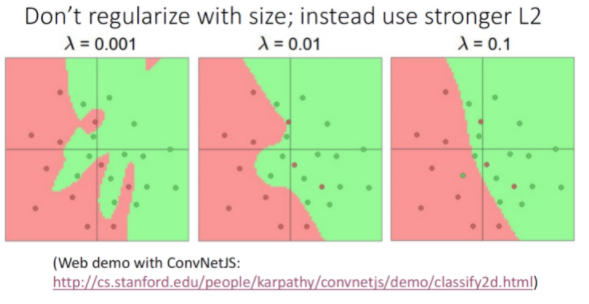 Don't regularize with size; instead use stronger L2
λ = 0.001 λ = 0.01 λ = 0.1
(Web demo with ConvNetJS:
http://cs.stanford.edu/people/karpathy/convnetjs/demo/classify2d.html)